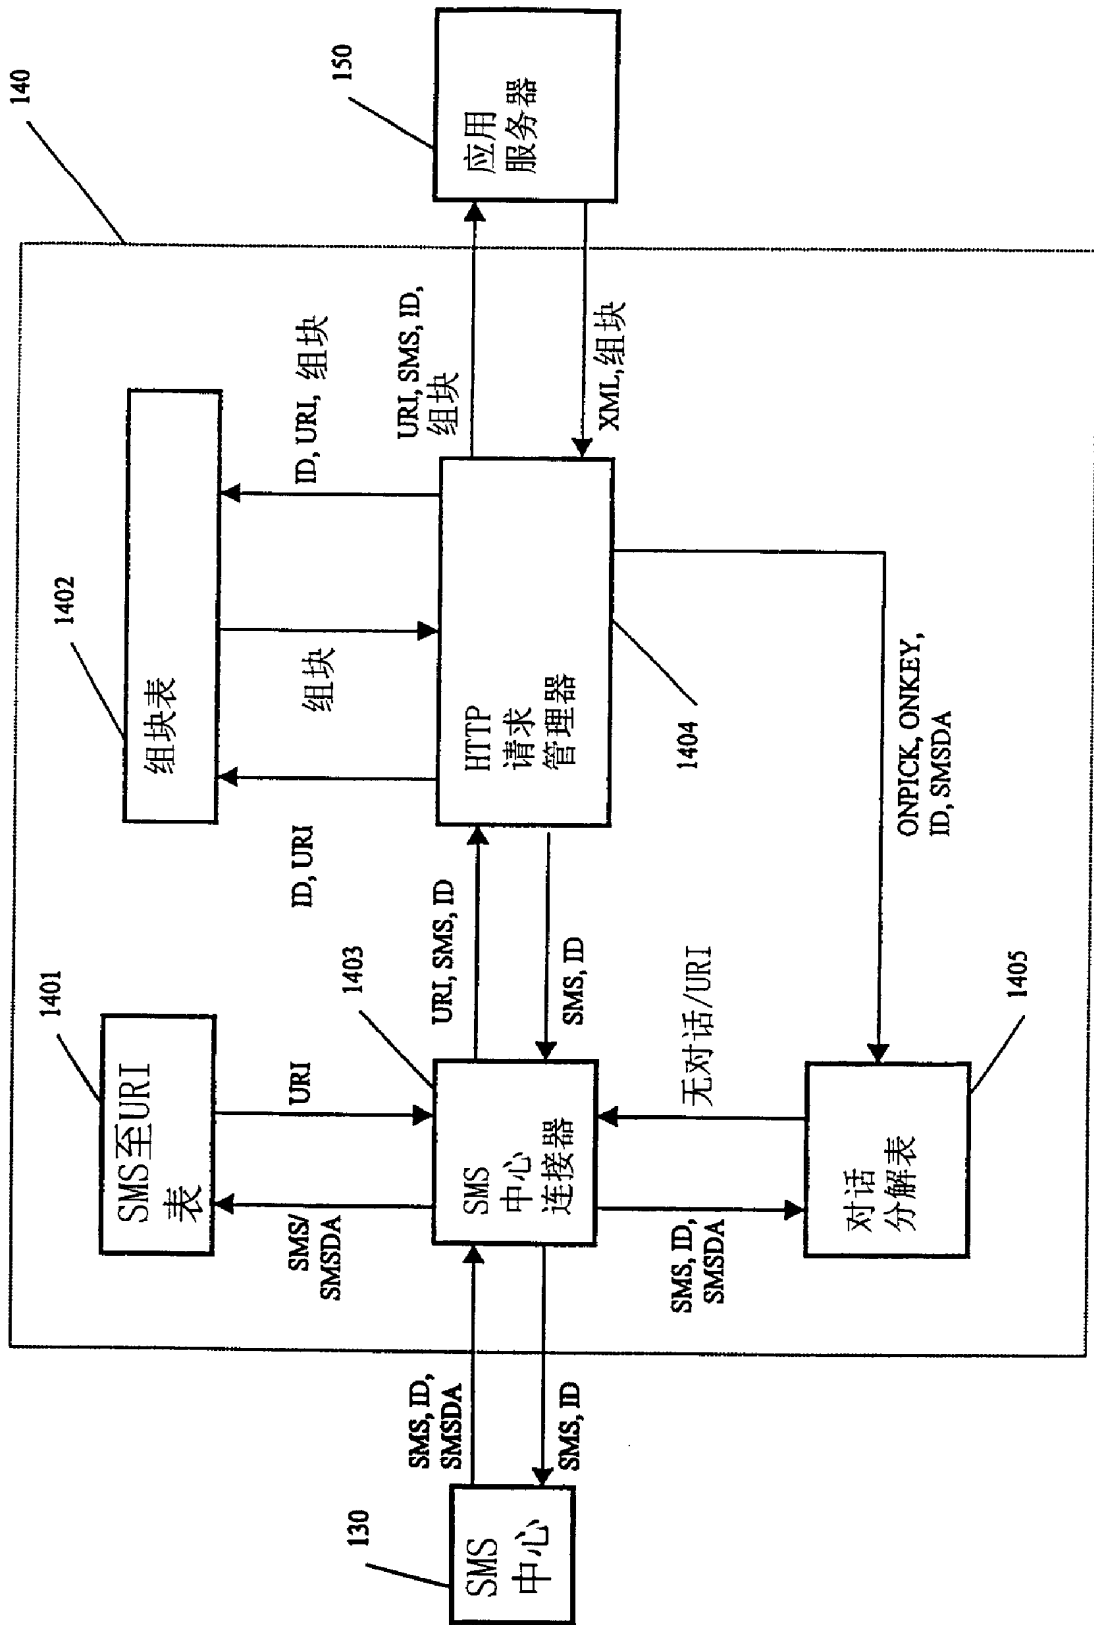 140
150
应用
服务器
URI, SMS, ID,
组块
XML,组块
1402
组块表
ID, URI, 组块
组块
ID, URI
HTTP
请求
管理器
1404
ONPICK, ONKEY,
ID, SMSDA
1401
SMS至URI
表
URI
SMS/
SMSDA
1403
URI, SMS, ID
SMS, ID
SMS
中心
连接器
无对话/URI
SMS, ID,
SMSDA
1405
对话
分解表
SMS, ID,
SMSDA
SMS, ID
130
SMS
中心